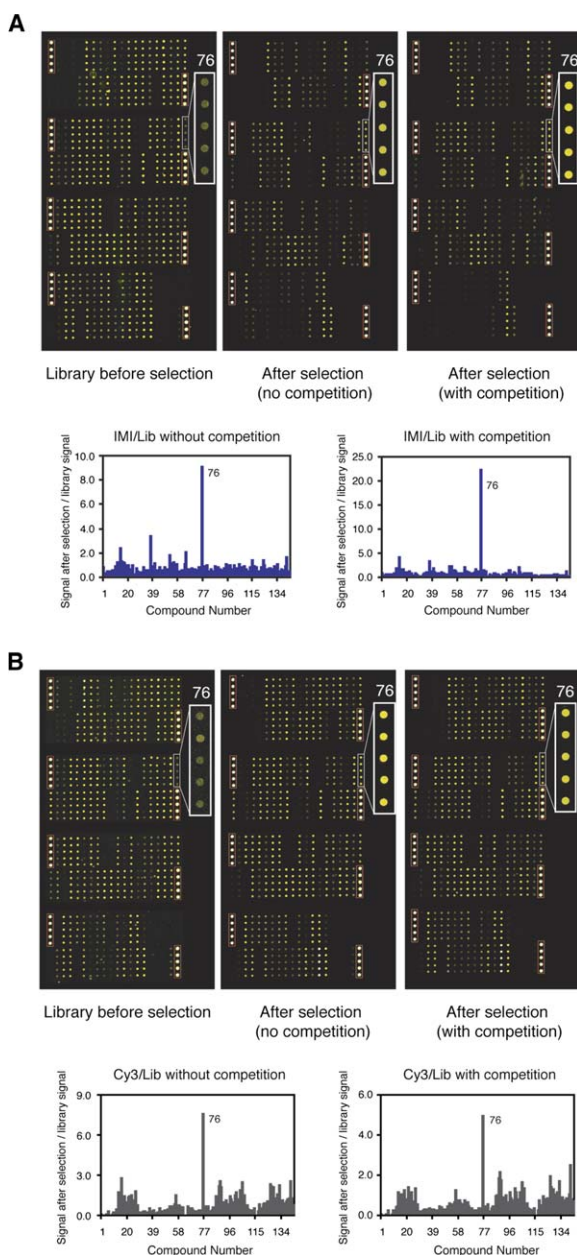 A
76
76
76
Library before selection
After selection
(no competition)
After selection
(with competition)
IMI/Lib without competition
Signal after selection / library signal
10.0
8.0
6.0
4.0
2.0
0.0
76
1 20 39 58 77 96 115 134
Compound Number
IMI/Lib with competition
Signal after selection / library signal
25.0
20.0
15.0
10.0
5.0
0.0
76
1 20 39 58 77 96 115 134
Compound Number
B
76
76
76
Library before selection
After selection
(no competition)
After selection
(with competition)
Cy3/Lib without competition
Signal after selection / library signal
9.0
6.0
3.0
0.0
76
1 20 39 58 77 96 114 134
Compound Number
Cy3/Lib with competition
Signal after selection / library signal
6.0
4.0
2.0
0.0
76
1 20 39 58 77 96 114 134
Compound Number